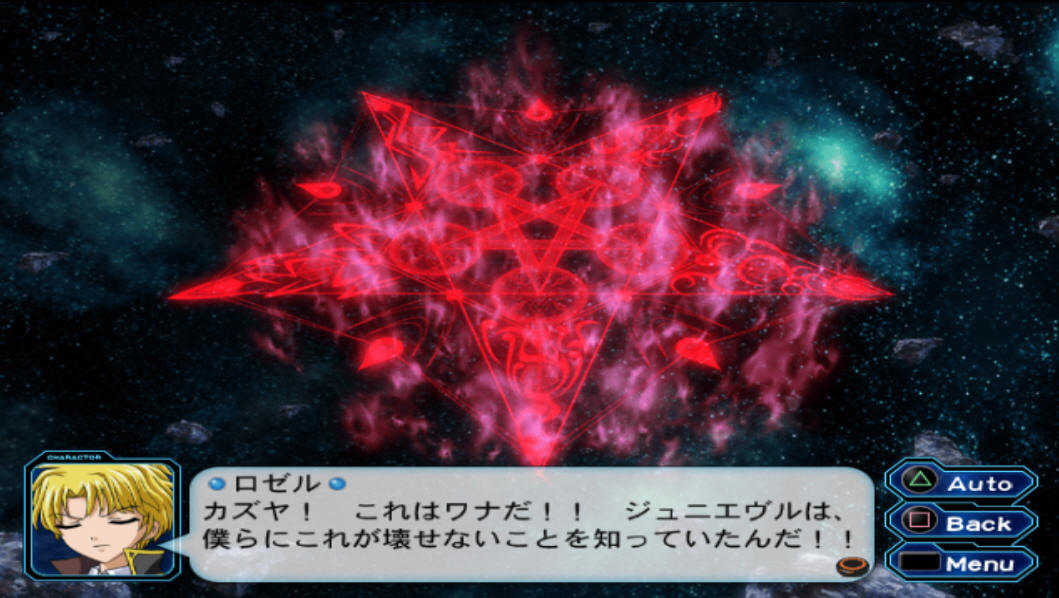 CHARACTOR
ロゼル
カズヤ！　これはワナだ！！　ジュニエヴルは、
僕らにこれが壊せないことを知っていたんだ！！
Auto
Back
Menu